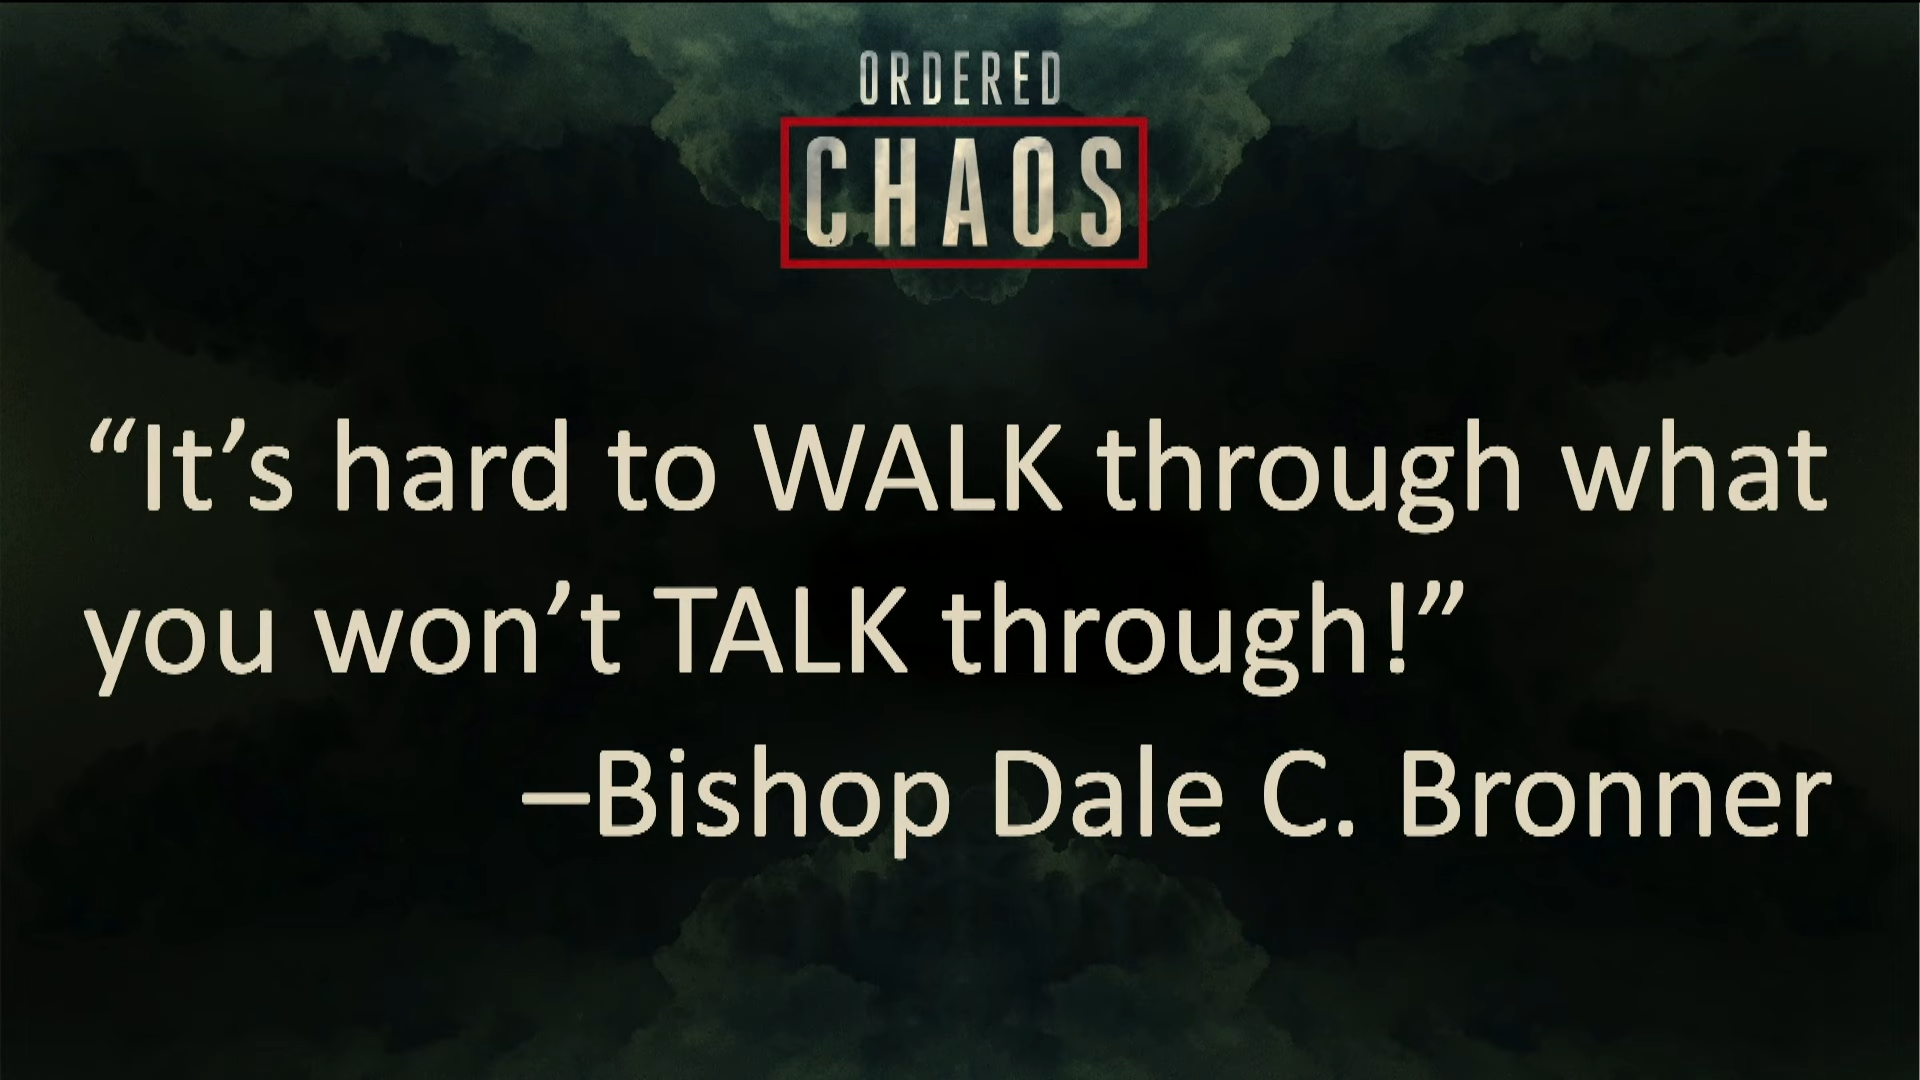 ORDERED
CHAOS
“It’s hard to WALK through what
you won’t TALK through!”
–Bishop Dale C. Bronner